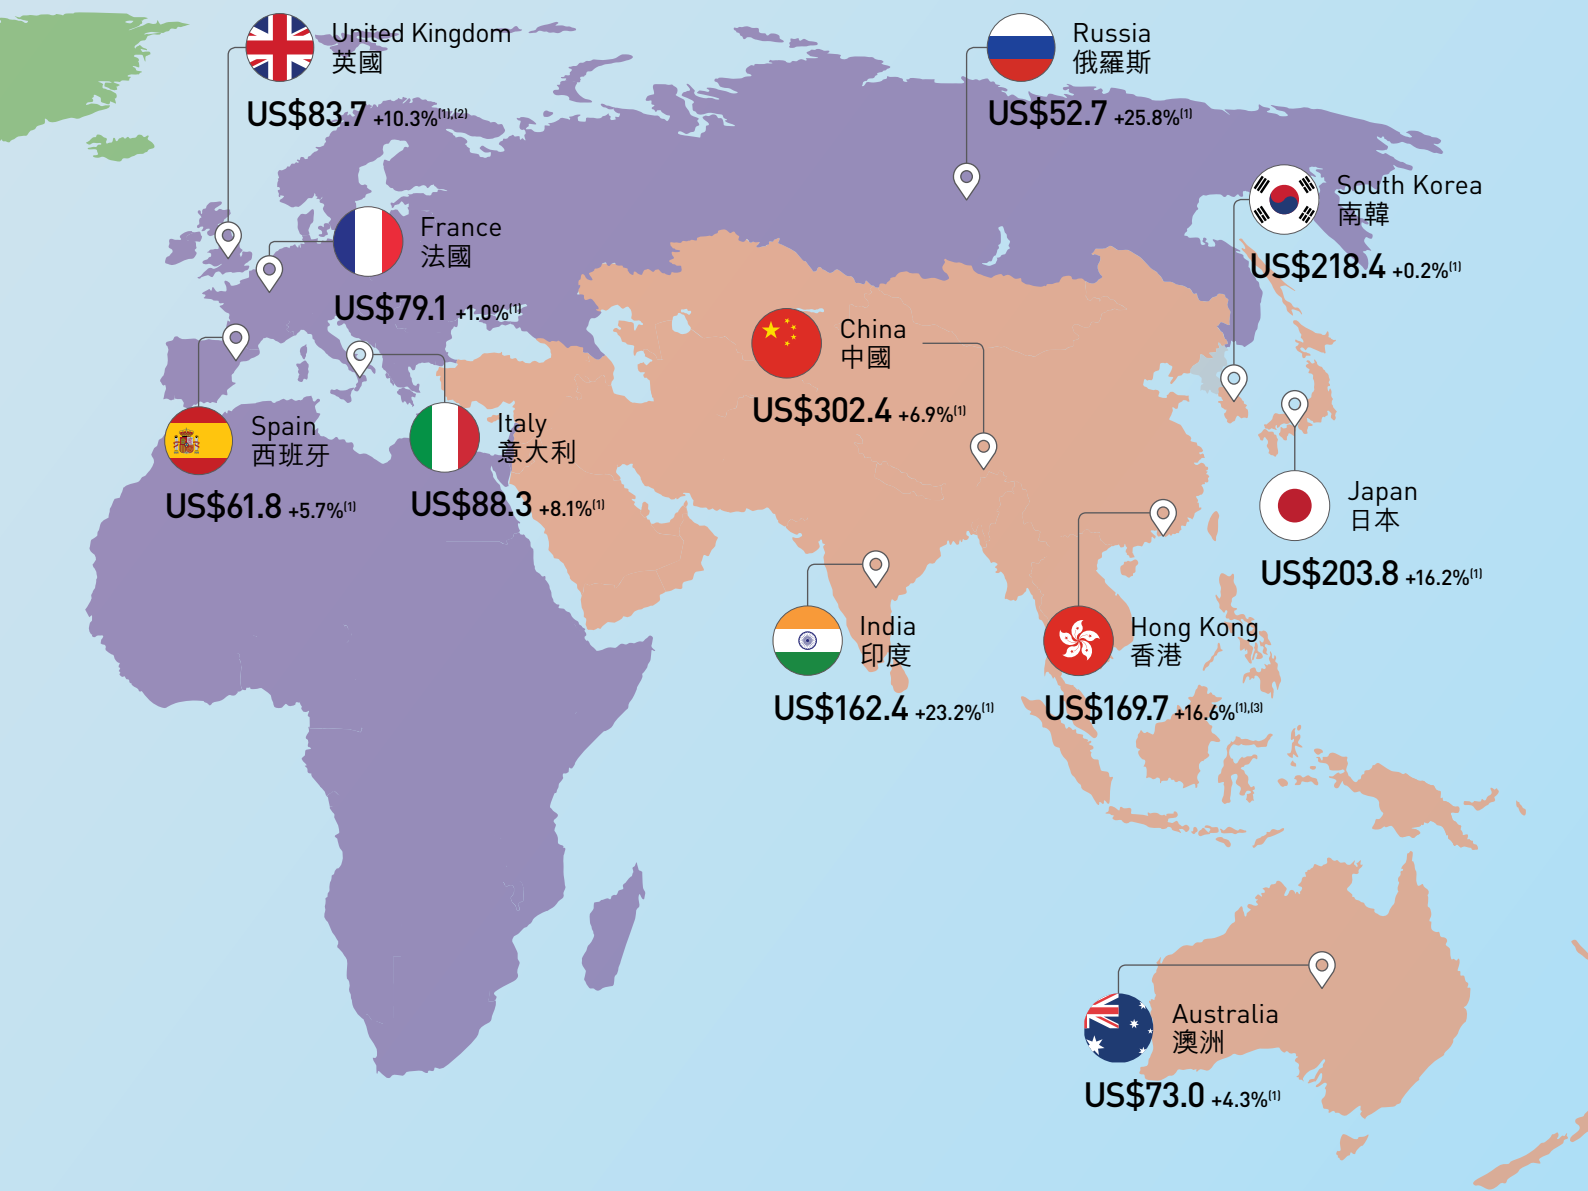 United Kingdom
英國
US$83.7 +10.3%(1),(2)
Russia
俄羅斯
US$52.7 +25.8%(1)
South Korea
南韓
US$218.4 +0.2%(1)
France
法國
US$79.1 +1.0%(1)
China
中國
US$302.4 +6.9%(1)
Spain
西班牙
US$61.8 +5.7%(1)
Italy
意大利
US$88.3 +8.1%(1)
Japan
日本
US$203.8 +16.2%(1)
India
印度
US$162.4 +23.2%(1)
Hong Kong
香港
US$169.7 +16.6%(1),(3)
Australia
澳洲
US$73.0 +4.3%(1)